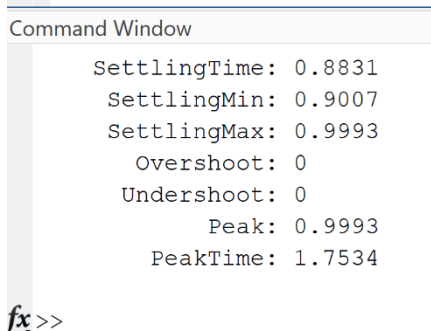 Command Window
SettlingTime: 0.8831
SettlingMin: 0.9007
SettlingMax: 0.9993
Overshoot: 0
Undershoot: 0
Peak: 0.9993
PeakTime: 1.7534
fx >>